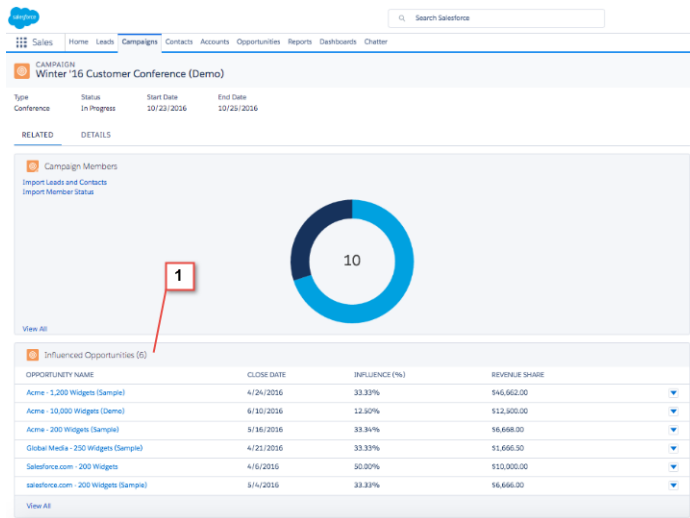 salesforce
Search Salesforce
Sales Home Leads Campaigns Contacts Accounts Opportunities Reports Dashboards Chatter
CAMPAIGN
Winter '16 Customer Conference (Demo)
Type Status Start Date End Date
Conference In Progress 10/23/2016 10/25/2016
RELATED DETAILS
Campaign Members
Import Leads and Contacts
Import Member Status
10
1
View All
Influenced Opportunities (6)
OPPORTUNITY NAME CLOSE DATE INFLUENCE (%) REVENUE SHARE
Acme - 1,200 Widgets (Sample) 4/24/2016 33.33% $46,662.00
Acme - 10,000 Widgets (Demo) 6/10/2016 12.50% $12,500.00
Acme - 200 Widgets (Sample) 5/16/2016 33.34% $6,668.00
Global Media - 250 Widgets (Sample) 4/21/2016 33.33% $1,666.50
Salesforce.com - 200 Widgets 4/6/2016 50.00% $10,000.00
salesforce.com - 200 Widgets (Sample) 5/4/2016 33.33% $6,666.00
View All